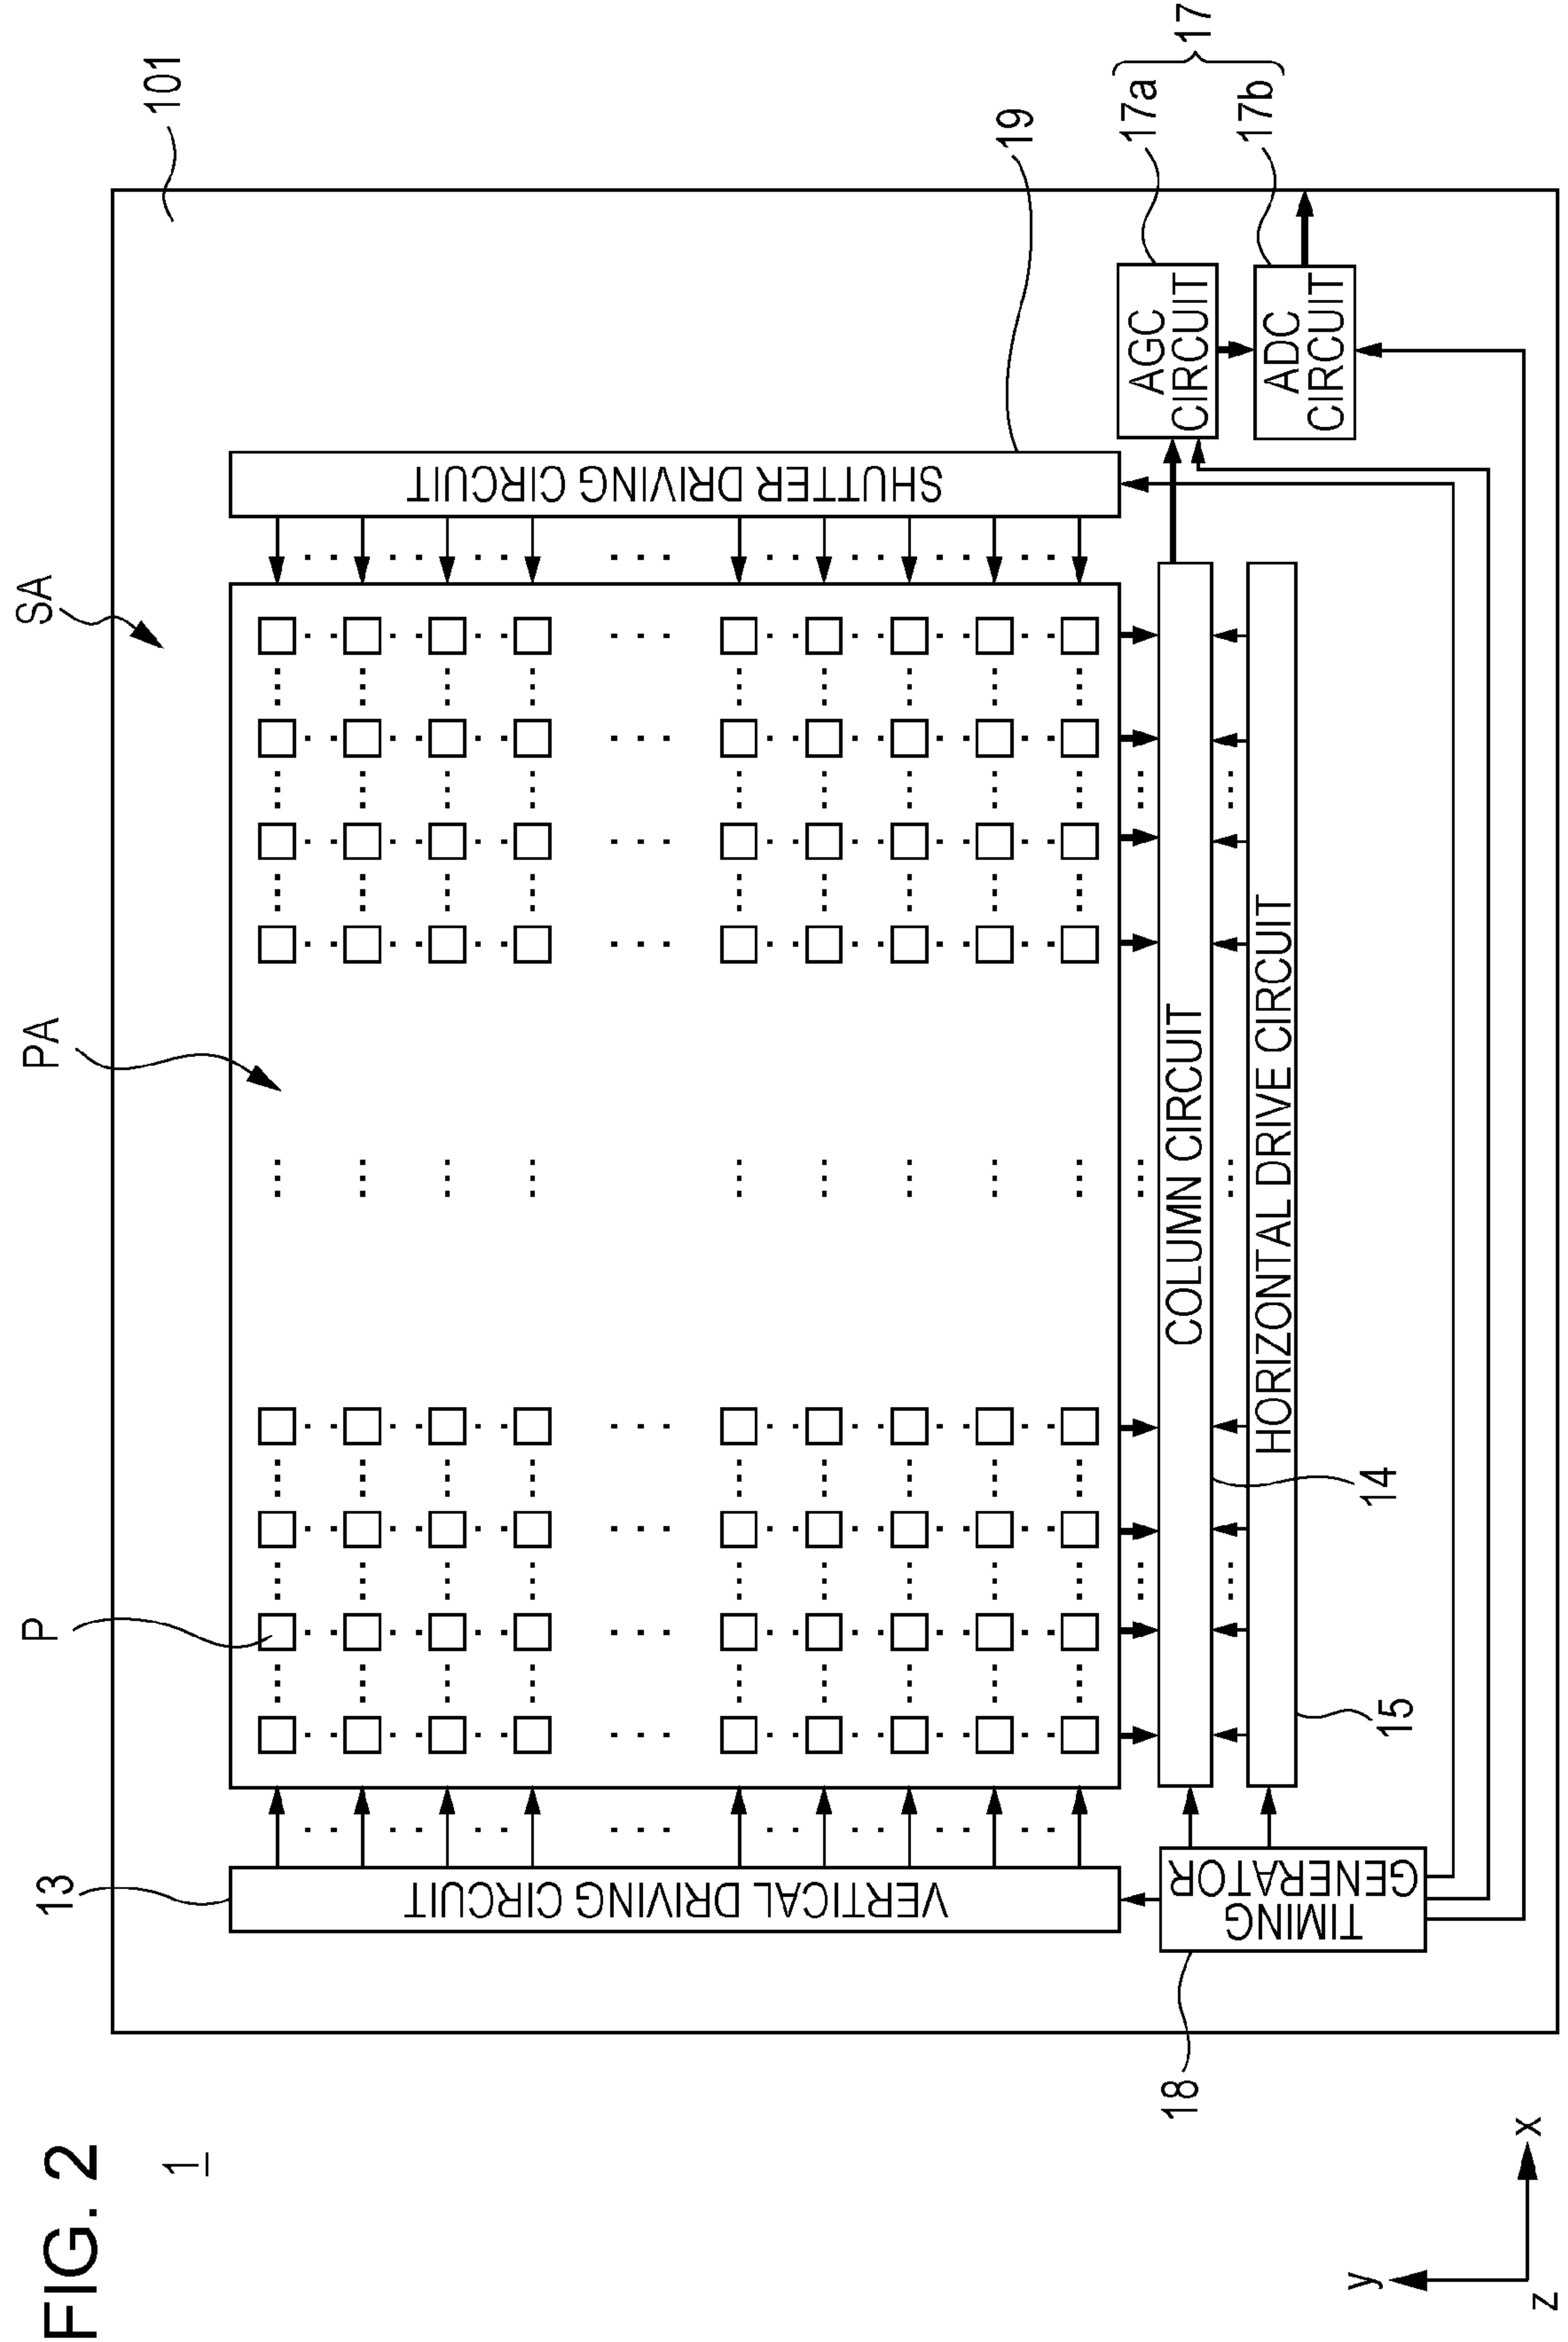 FIG. 2
1
P
PA
SA
101
13
VERTICAL DRIVING CIRCUIT
SHUTTER DRIVING CIRCUIT
19
AGC
CIRCUIT
17a
17
ADC
CIRCUIT
17b
COLUMN CIRCUIT
HORIZONTAL DRIVE CIRCUIT
14
15
TIMING
GENERATOR
18
y
x
z